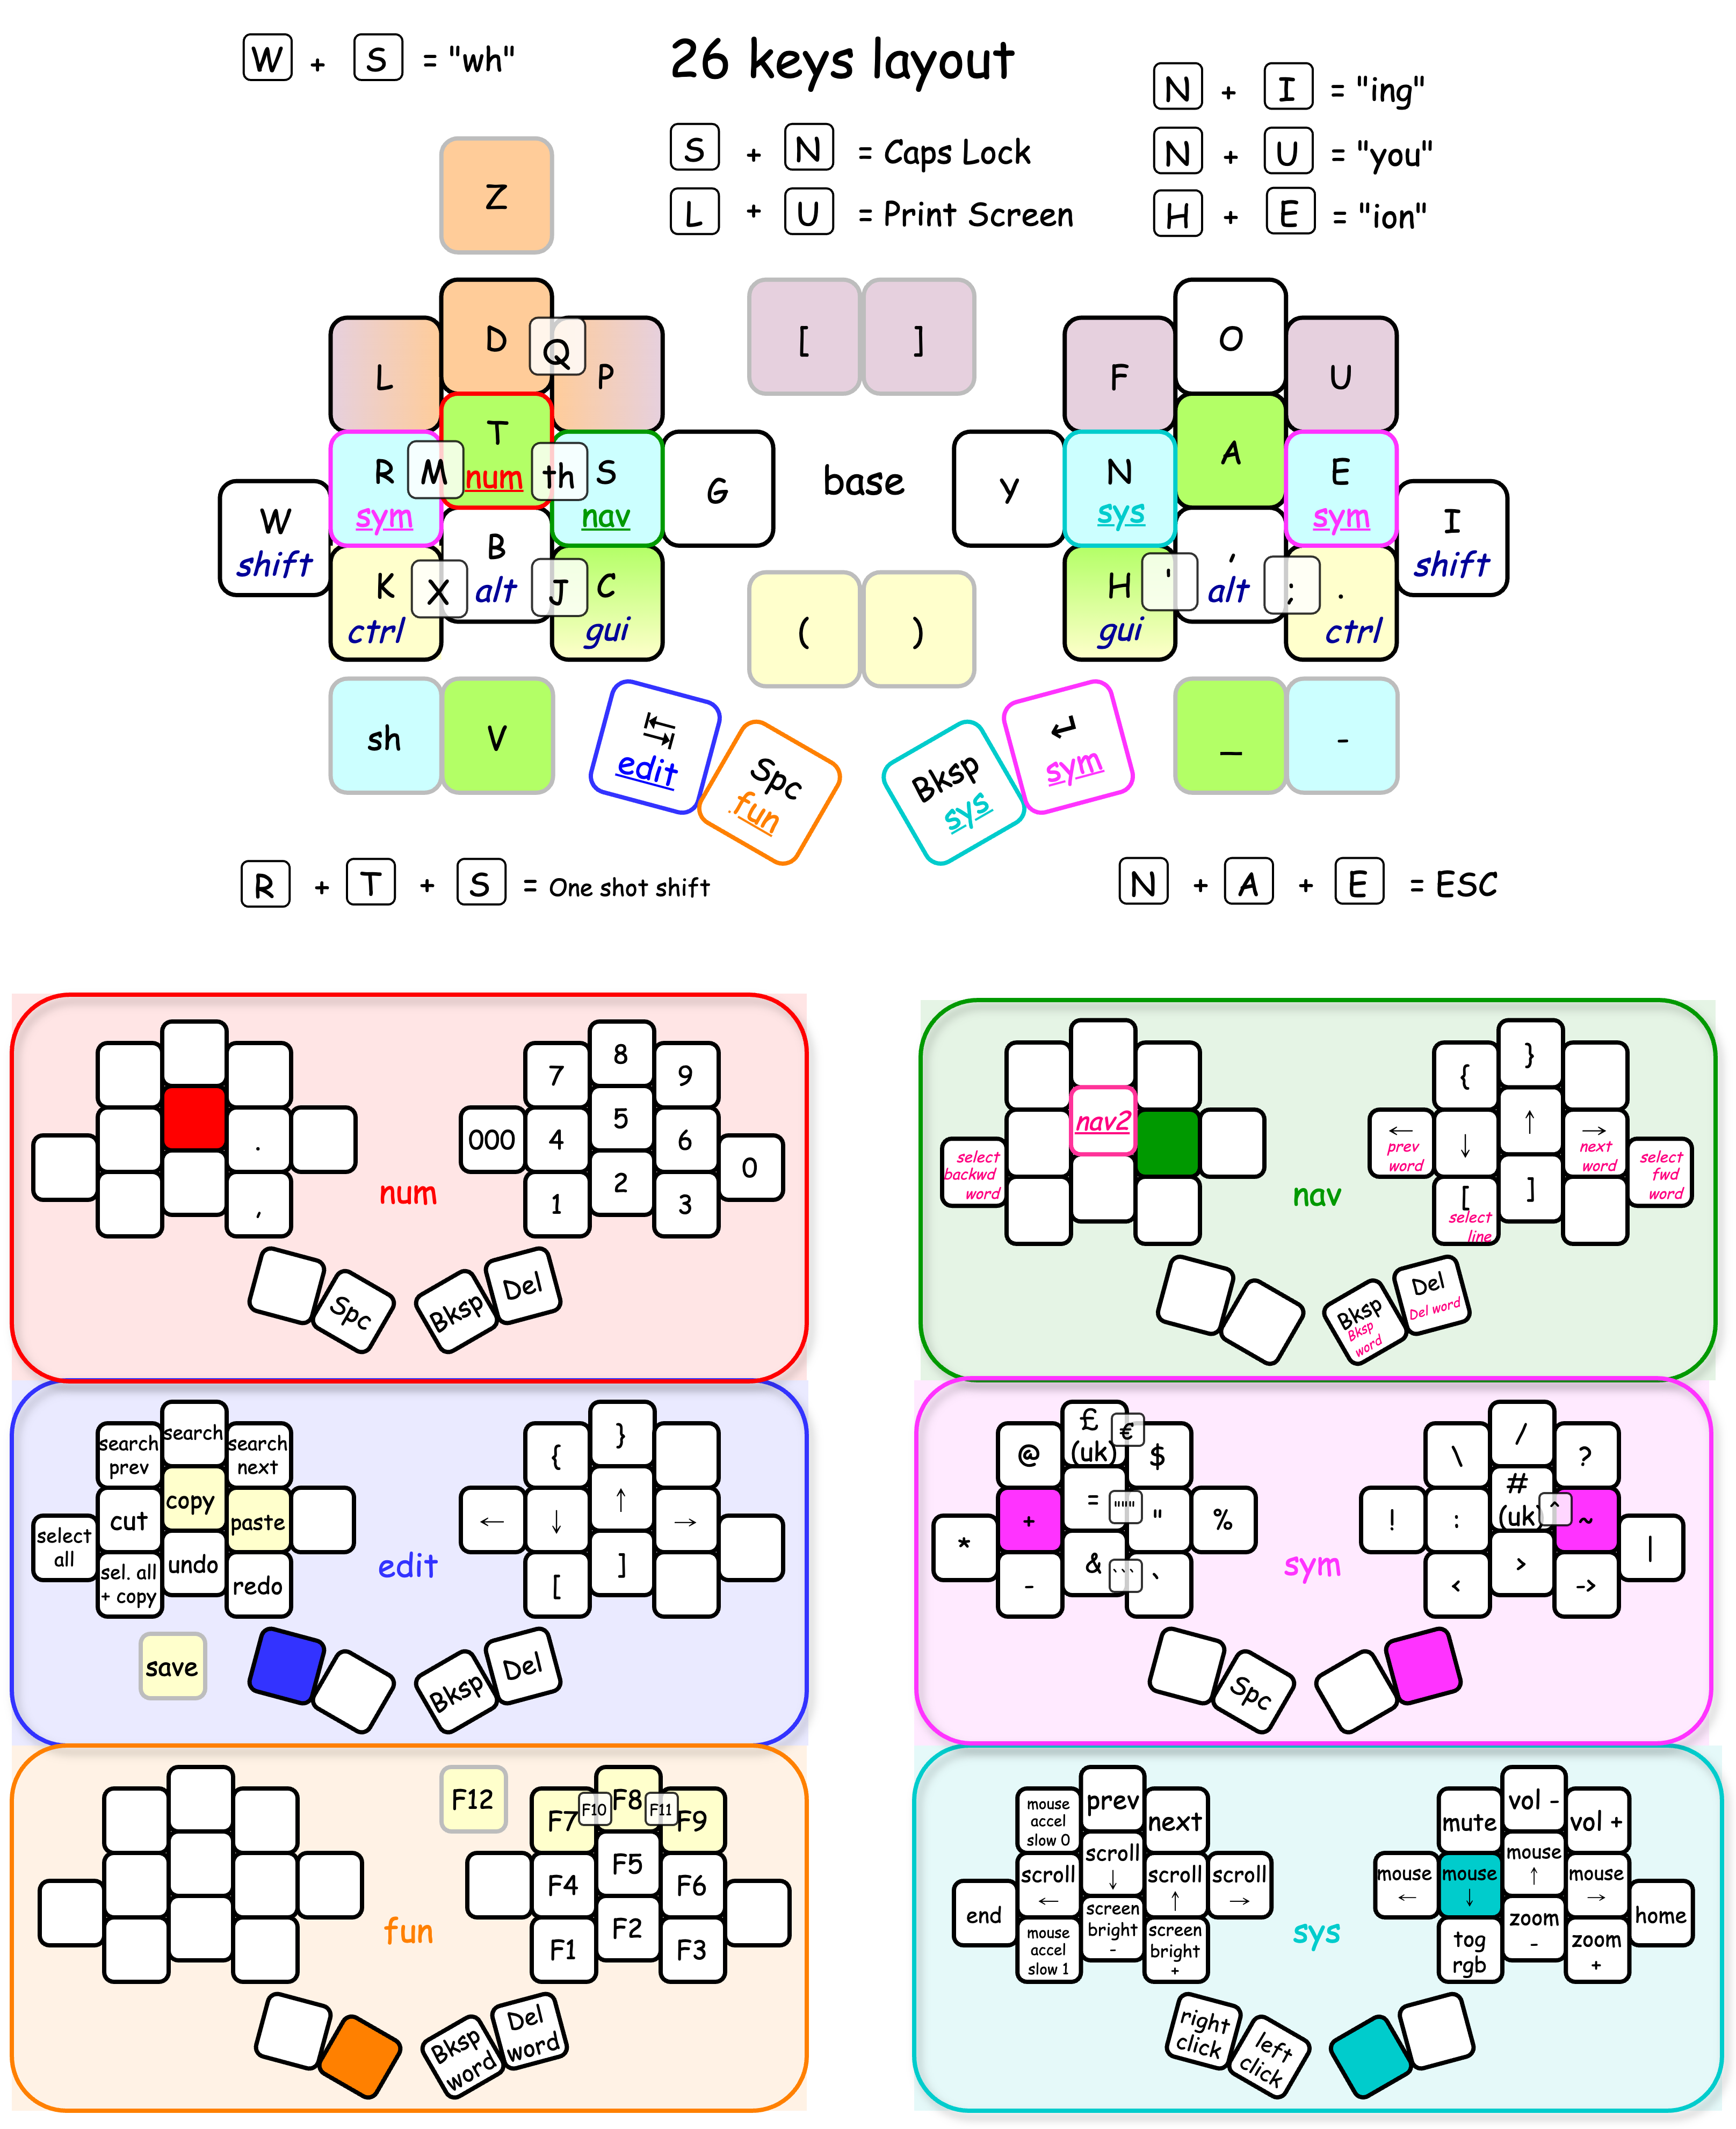 W + S = "wh"
26 keys layout
N + I = "ing"
S + N = Caps Lock
N + U = "you"
L + U = Print Screen
H + E = "ion"
Z
L
D
Q
P
[
]
F
O
U
W
shift
R
sym
M
T
num
th
S
nav
G
base
Y
N
sys
A
E
sym
I
shift
K
ctrl
X
B
alt
J
C
gui
(
)
H
gui
'
,
alt
;
.
ctrl
sh
V
⇤
⇥
edit
Spc
fun
Bksp
sys
↵
sym
_
-
R + T + S = One shot shift
N + A + E = ESC
7
8
9
.
000
4
5
6
0
,
num
1
2
3
Spc
Bksp
Del
{
}
nav2
←
prev
word
↓
↑
→
next
word
select
backwd
word
select
fwd
word
nav
[
select
line
]
Bksp
Bksp
word
Del
Del word
search
prev
search
search
next
{
}
select
all
cut
copy
paste
←
↓
↑
→
sel. all
+ copy
undo
redo
edit
[
]
save
Bksp
Del
@
£
(uk)
€
$
\
/
?
*
+
=
""""
"
%
!
:
#
(uk)
^
~
|
-
&
```
`
sym
<
>
->
Spc
F12
F7
F10
F8
F11
F9
F4
F5
F6
fun
F1
F2
F3
Bksp
word
Del
word
mouse
accel
slow 0
prev
next
mute
vol -
vol +
end
scroll
←
scroll
↓
scroll
↑
scroll
→
mouse
←
mouse
↓
mouse
↑
mouse
→
home
mouse
accel
slow 1
screen
bright
-
screen
bright
+
sys
tog
rgb
zoom
-
zoom
+
right
click
left
click